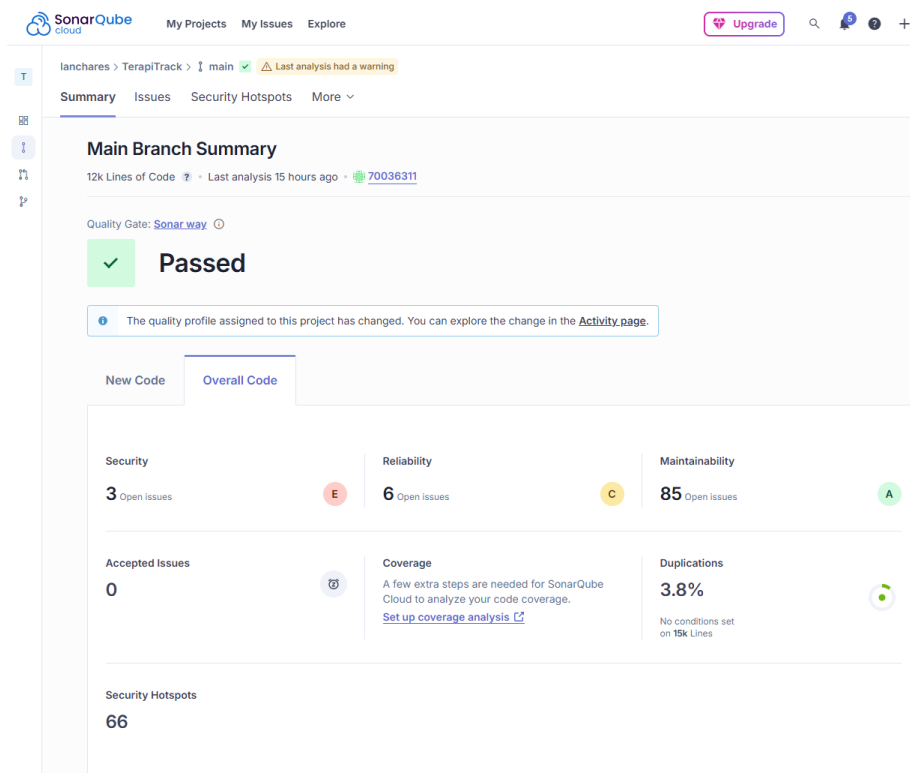 SonarQube
cloud
My Projects
My Issues
Explore
Upgrade
5
?
T
lanchares > TerapiTrack > main
Last analysis had a warning
Summary
Issues
Security Hotspots
More
Main Branch Summary
12k Lines of Code ? • Last analysis 15 hours ago • 70036311
Quality Gate: Sonar way
Passed
The quality profile assigned to this project has changed. You can explore the change in the Activity page.
New Code
Overall Code
Security
3 Open issues
E
Reliability
6 Open issues
C
Maintainability
85 Open issues
A
Accepted Issues
0
Coverage
A few extra steps are needed for SonarQube
Cloud to analyze your code coverage.
Set up coverage analysis
Duplications
3.8%
No conditions set
on 15k Lines
Security Hotspots
66